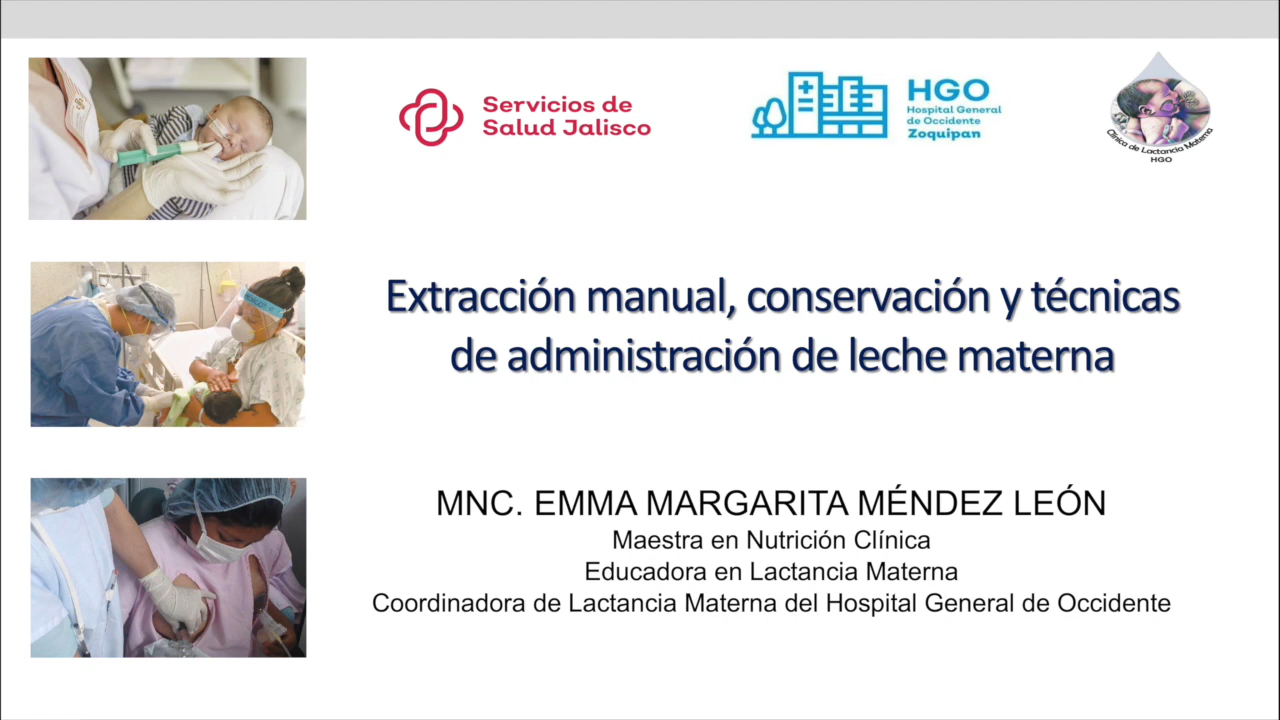 Servicios de
Salud Jalisco
HGO
Hospital General
de Occidente
Zoquipan
Clínica de Lactancia Materna
HGO
Extracción manual, conservación y técnicas
de administración de leche materna
MNC. EMMA MARGARITA MÉNDEZ LEÓN
Maestra en Nutrición Clínica
Educadora en Lactancia Materna
Coordinadora de Lactancia Materna del Hospital General de Occidente